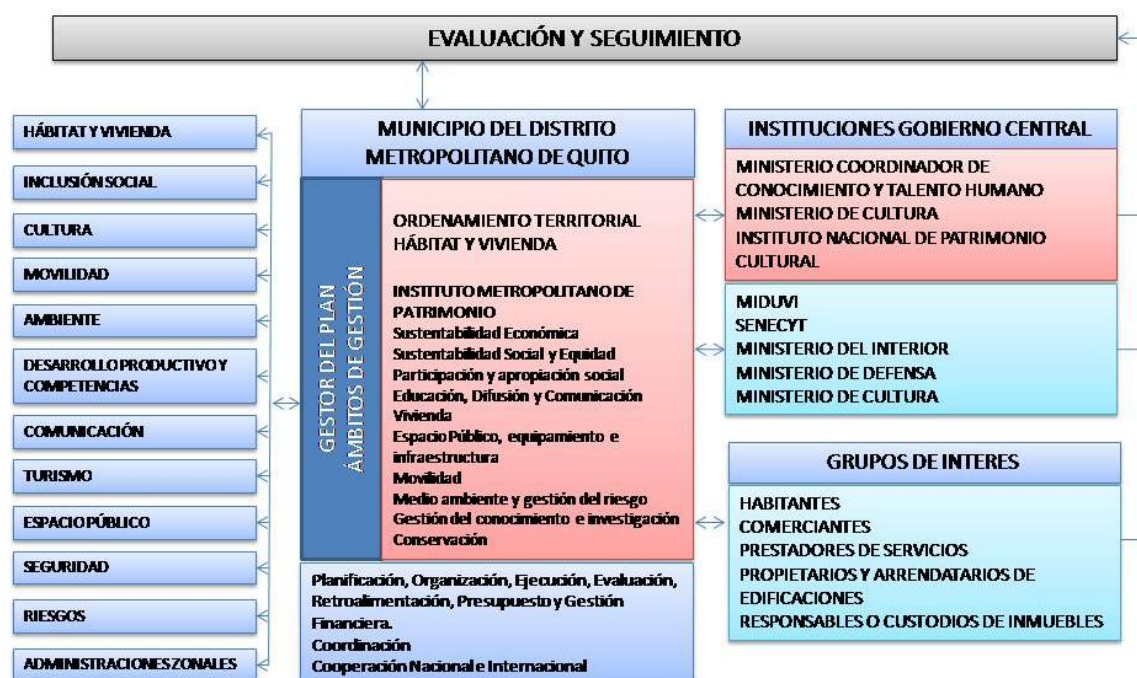 EVALUACIÓN Y SEGUIMIENTO
HÁBITAT Y VIVIENDA
INCLUSIÓN SOCIAL
CULTURA
MOVILIDAD
AMBIENTE
DESARROLLO PRODUCTIVO Y
COMPETENCIAS
COMUNICACIÓN
TURISMO
ESPACIO PÚBLICO
SEGURIDAD
RIESGOS
ADMINISTRACIONES ZONALES
MUNICIPIO DEL DISTRITO
METROPOLITANO DE QUITO
GESTOR DEL PLAN
ÁMBITOS DE GESTIÓN
ORDENAMIENTO TERRITORIAL
HÁBITAT Y VIVIENDA
INSTITUTO METROPOLITANO DE
PATRIMONIO
Sustentabilidad Económica
Sustentabilidad Social y Equidad
Participación y apropiación social
Educación, Difusión y Comunicación
Vivienda
Espacio Público, equipamiento e
infraestructura
Movilidad
Medio ambiente y gestión del riesgo
Gestión del conocimiento e investigación
Conservación
Planificación, Organización, Ejecución, Evaluación,
Retroalimentación, Presupuesto y Gestión
Financiera.
Coordinación
Cooperación Nacional e Internacional
INSTITUCIONES GOBIERNO CENTRAL
MINISTERIO COORDINADOR DE
CONOCIMIENTO Y TALENTO HUMANO
MINISTERIO DE CULTURA
INSTITUTO NACIONAL DE PATRIMONIO
CULTURAL
MIDUVI
SENECYT
MINISTERIO DEL INTERIOR
MINISTERIO DE DEFENSA
MINISTERIO DE CULTURA
GRUPOS DE INTERES
HABITANTES
COMERCIANTES
PRESTADORES DE SERVICIOS
PROPIETARIOS Y ARRENDATARIOS DE
EDIFICACIONES
RESPONSABLES O CUSTODIOS DE INMUEBLES